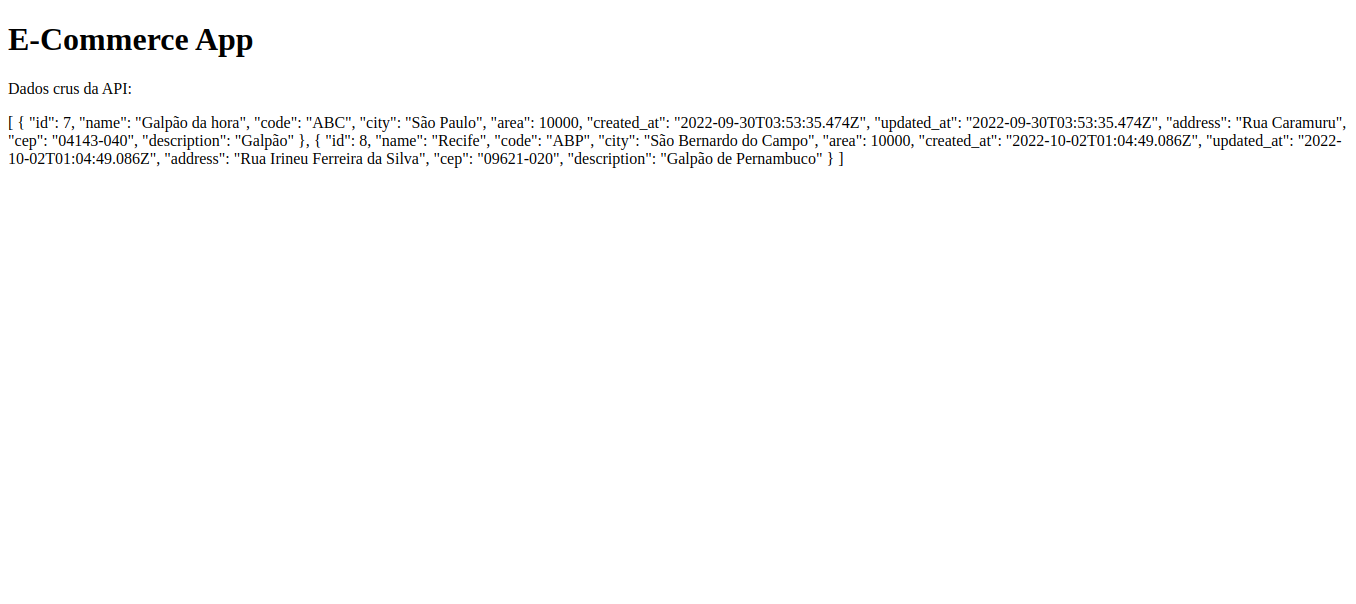 E-Commerce App
Dados crus da API:
[ { "id": 7, "name": "Galpão da hora", "code": "ABC", "city": "São Paulo", "area": 10000, "created_at": "2022-09-30T03:53:35.474Z", "updated_at": "2022-09-30T03:53:35.474Z", "address": "Rua Caramuru",
"cep": "04143-040", "description": "Galpão" }, { "id": 8, "name": "Recife", "code": "ABP", "city": "São Bernardo do Campo", "area": 10000, "created_at": "2022-10-02T01:04:49.086Z", "updated_at": "2022-
10-02T01:04:49.086Z", "address": "Rua Irineu Ferreira da Silva", "cep": "09621-020", "description": "Galpão de Pernambuco" } ]